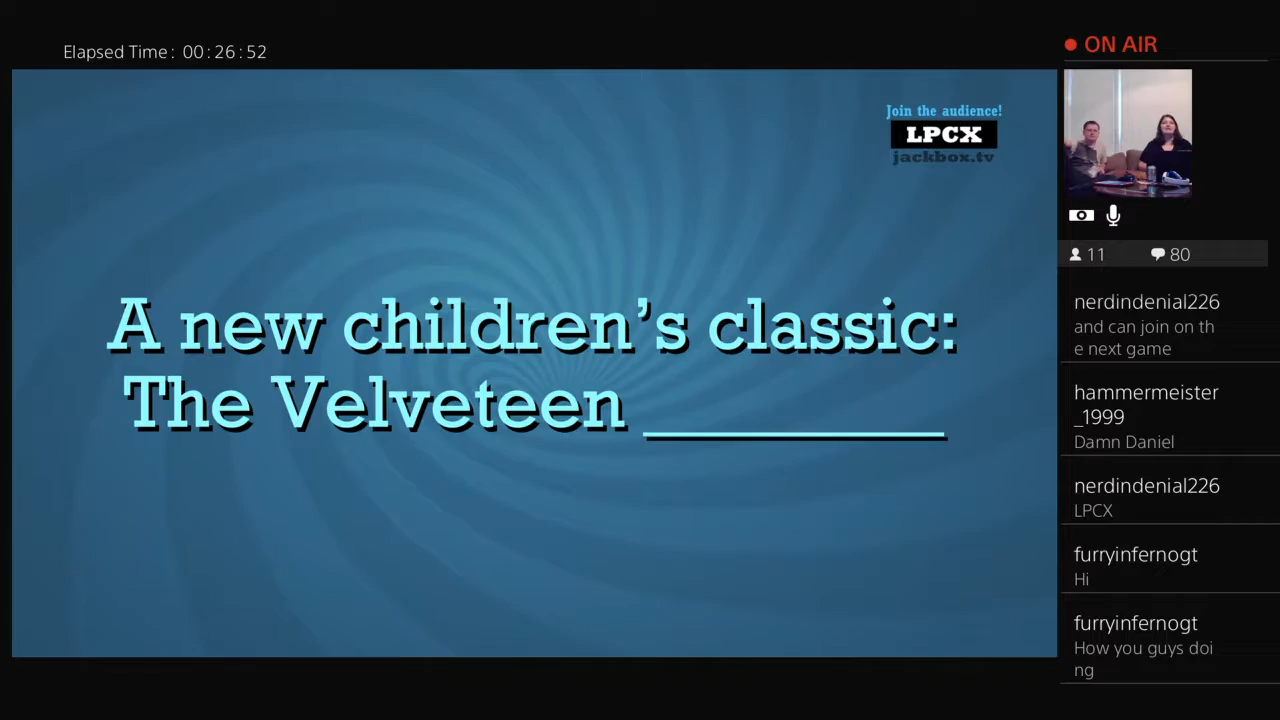 Elapsed Time: 00:26:52
ON AIR
Join the audience!
LPCX
jackbox.tv
A new children's classic:
The Velveteen ________
11 80
nerdindenial226
and can join on th
e next game
hammermeister
_1999
Damn Daniel
nerdindenial226
LPCX
furryinfernogt
Hi
furryinfernogt
How you guys doi
ng